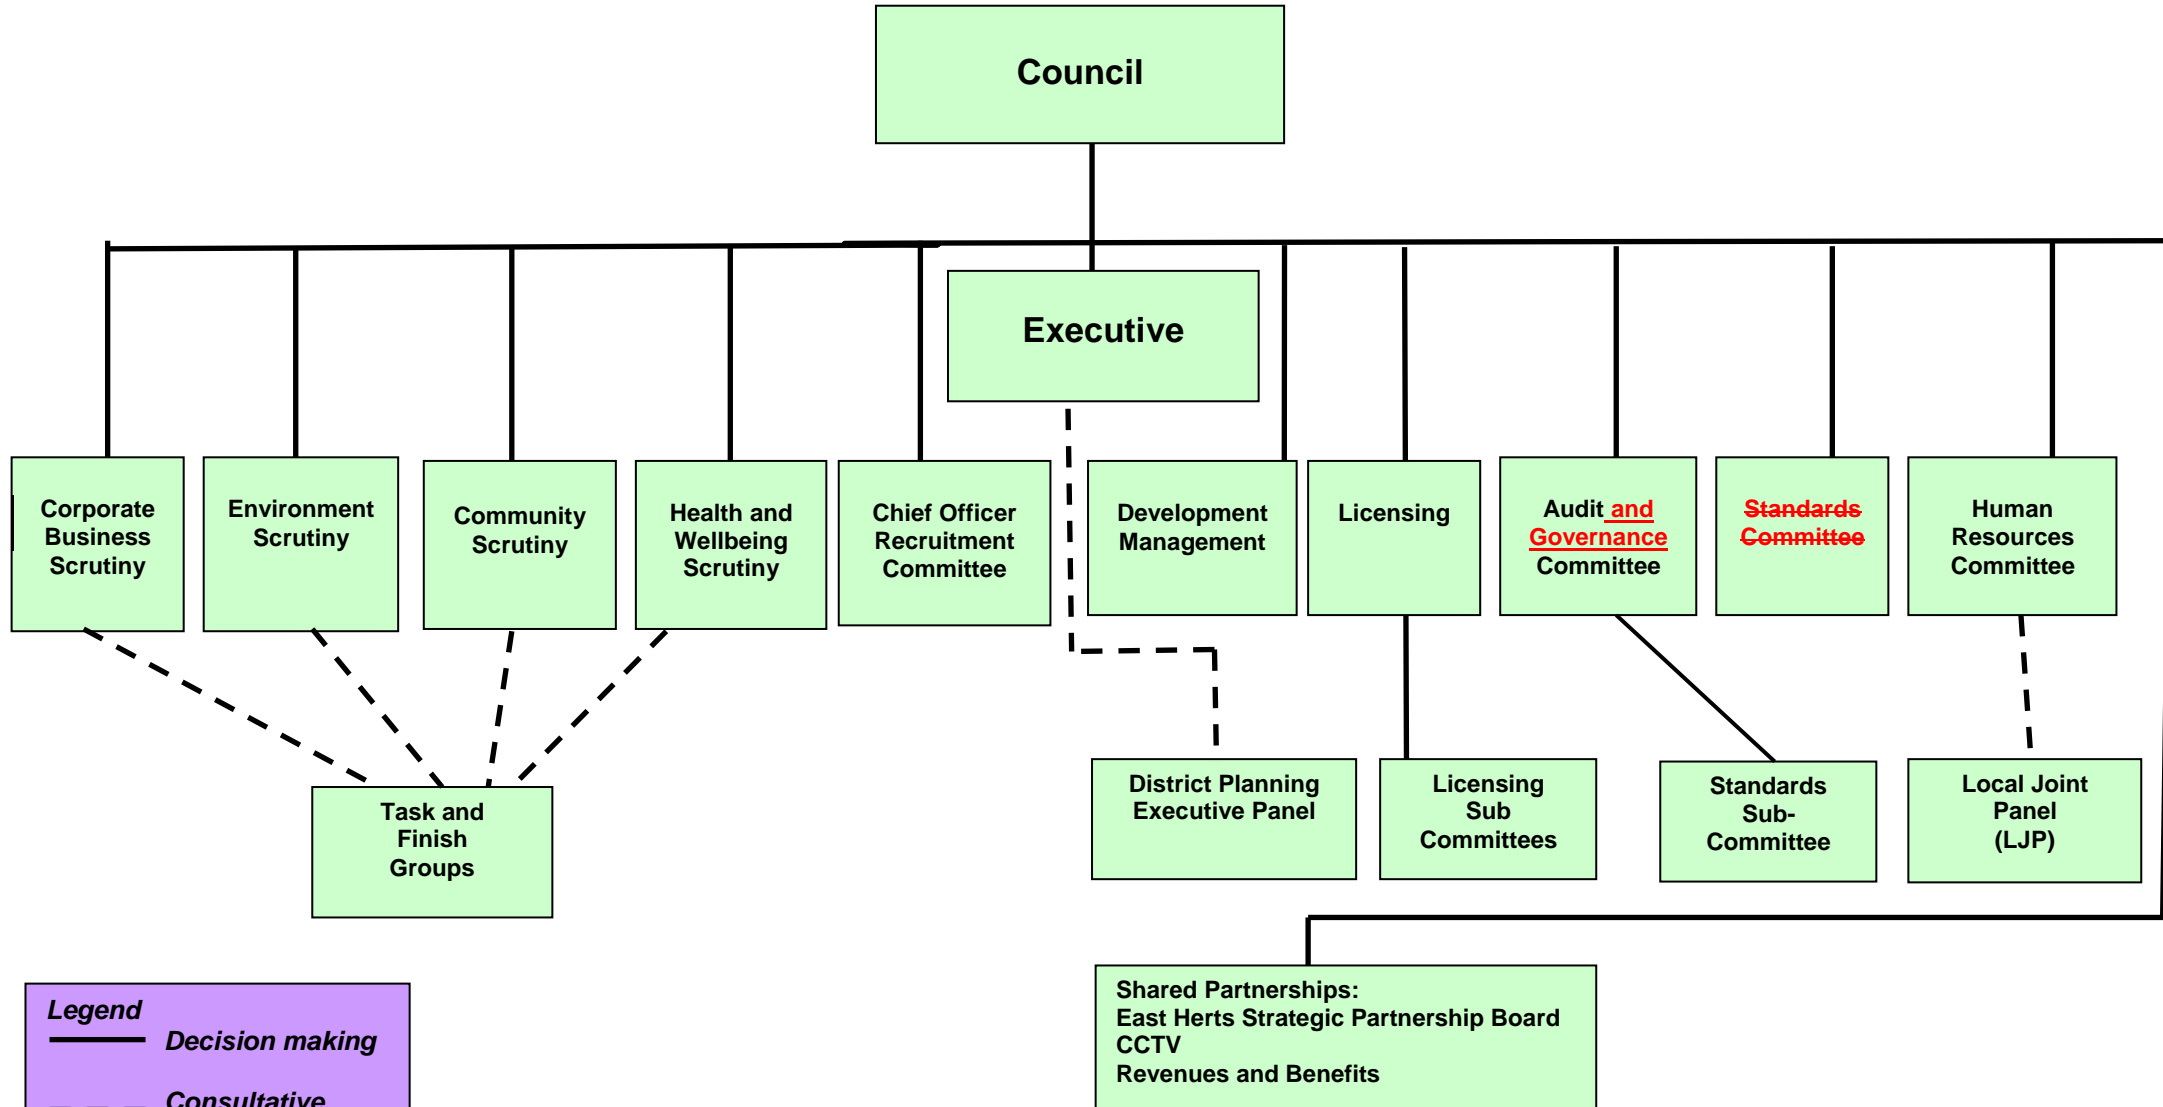 Council
Executive
Corporate
Business
Scrutiny
Environment
Scrutiny
Community
Scrutiny
Health and
Wellbeing
Scrutiny
Chief Officer
Recruitment
Committee
Development
Management
Licensing
Audit and
Governance
Committee
Standards
Committee
Human
Resources
Committee
Task and
Finish
Groups
District Planning
Executive Panel
Licensing
Sub
Committees
Standards
Sub-
Committee
Local Joint
Panel
(LJP)
Legend
Decision making
Consultative
Shared Partnerships:
East Herts Strategic Partnership Board
CCTV
Revenues and Benefits